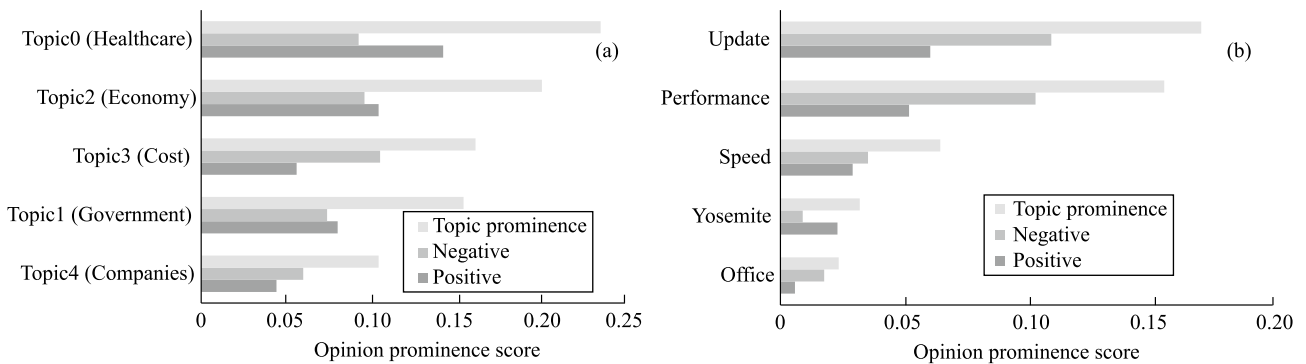 (a)
Topic0 (Healthcare)
Topic2 (Economy)
Topic3 (Cost)
Topic1 (Government)
Topic4 (Companies)
Topic prominence
Negative
Positive
0 0.05 0.10 0.15 0.20 0.25
Opinion prominence score
(b)
Update
Performance
Speed
Yosemite
Office
Topic prominence
Negative
Positive
0 0.05 0.10 0.15 0.20
Opinion prominence score